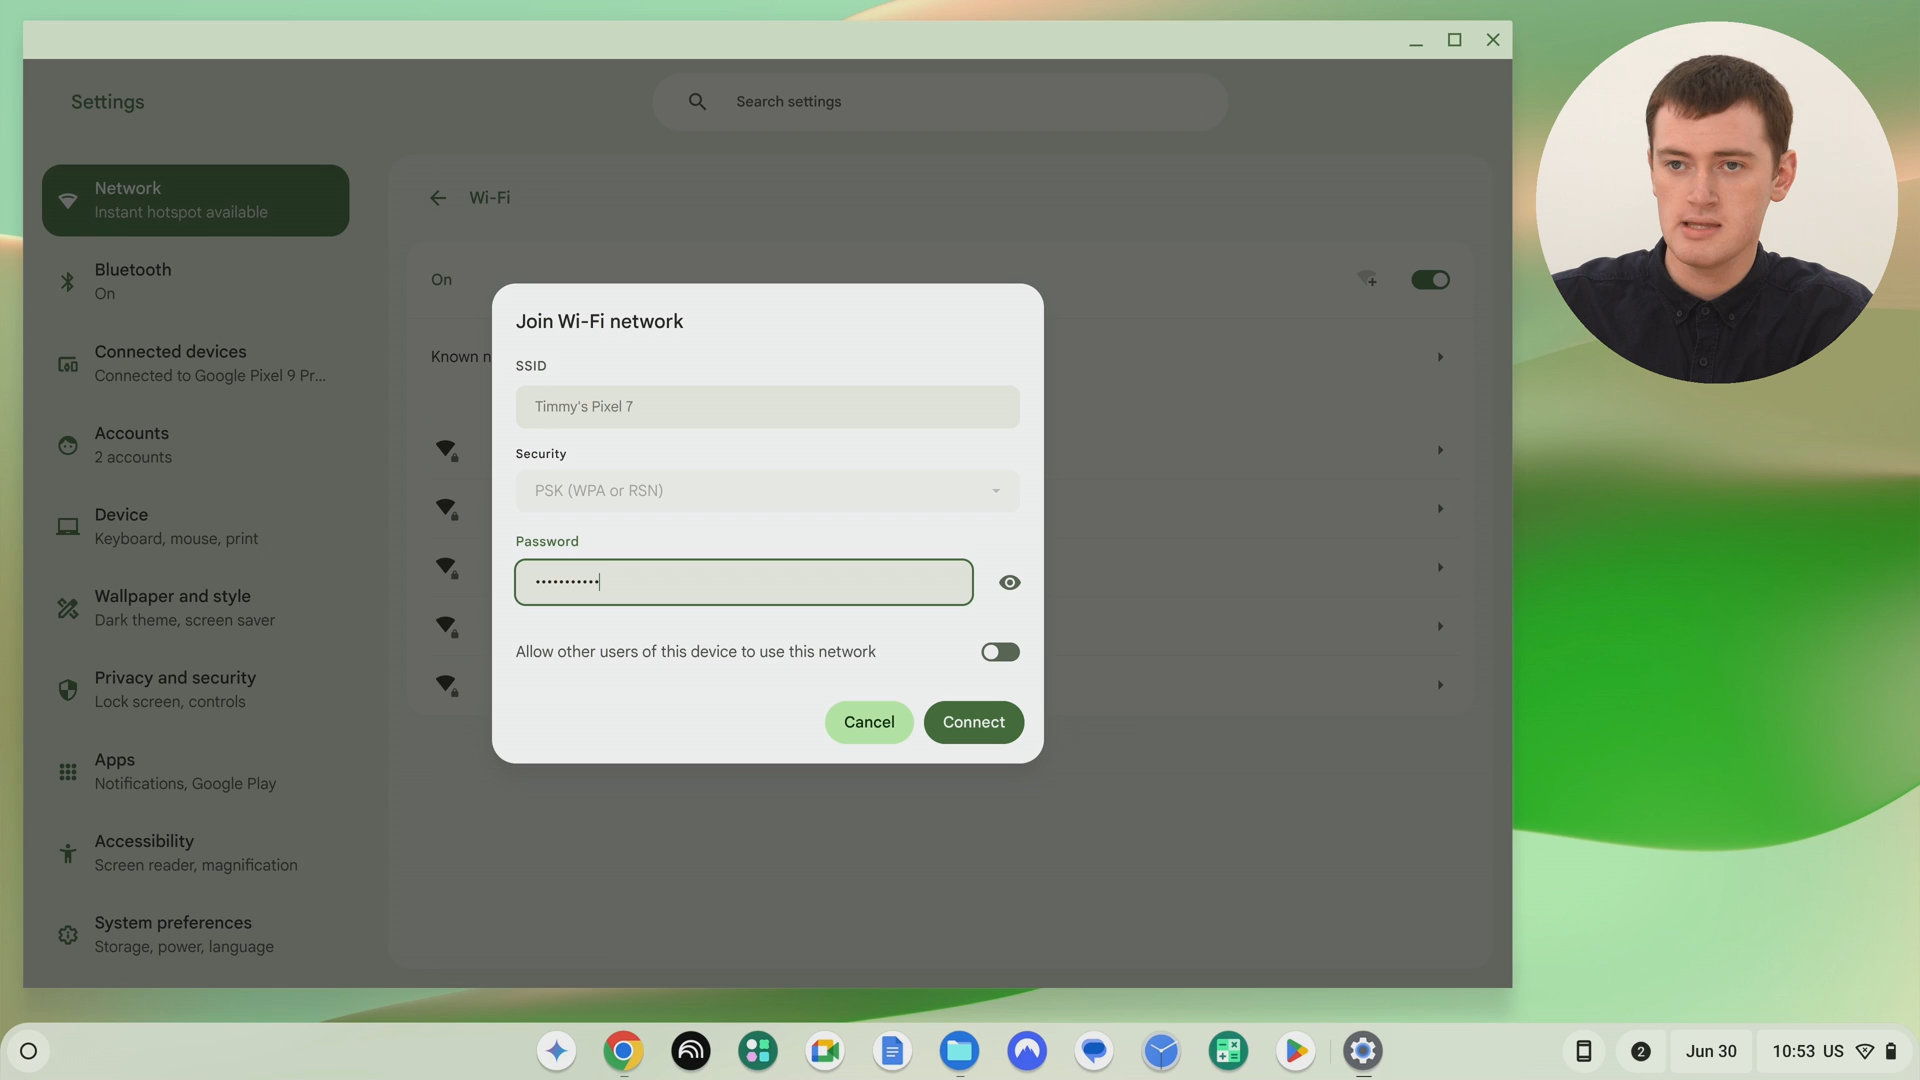 Settings
Search settings
Network
Instant hotspot available
Bluetooth
On
Connected devices
Connected to Google Pixel 9 Pr...
Accounts
2 accounts
Device
Keyboard, mouse, print
Wallpaper and style
Dark theme, screen saver
Privacy and security
Lock screen, controls
Apps
Notifications, Google Play
Accessibility
Screen reader, magnification
System preferences
Storage, power, language
Wi-Fi
On
Known n
Join Wi-Fi network
SSID
Timmy's Pixel 7
Security
PSK (WPA or RSN)
Password
•••••••••••
Allow other users of this device to use this network
Cancel
Connect
2
Jun 30
10:53 US